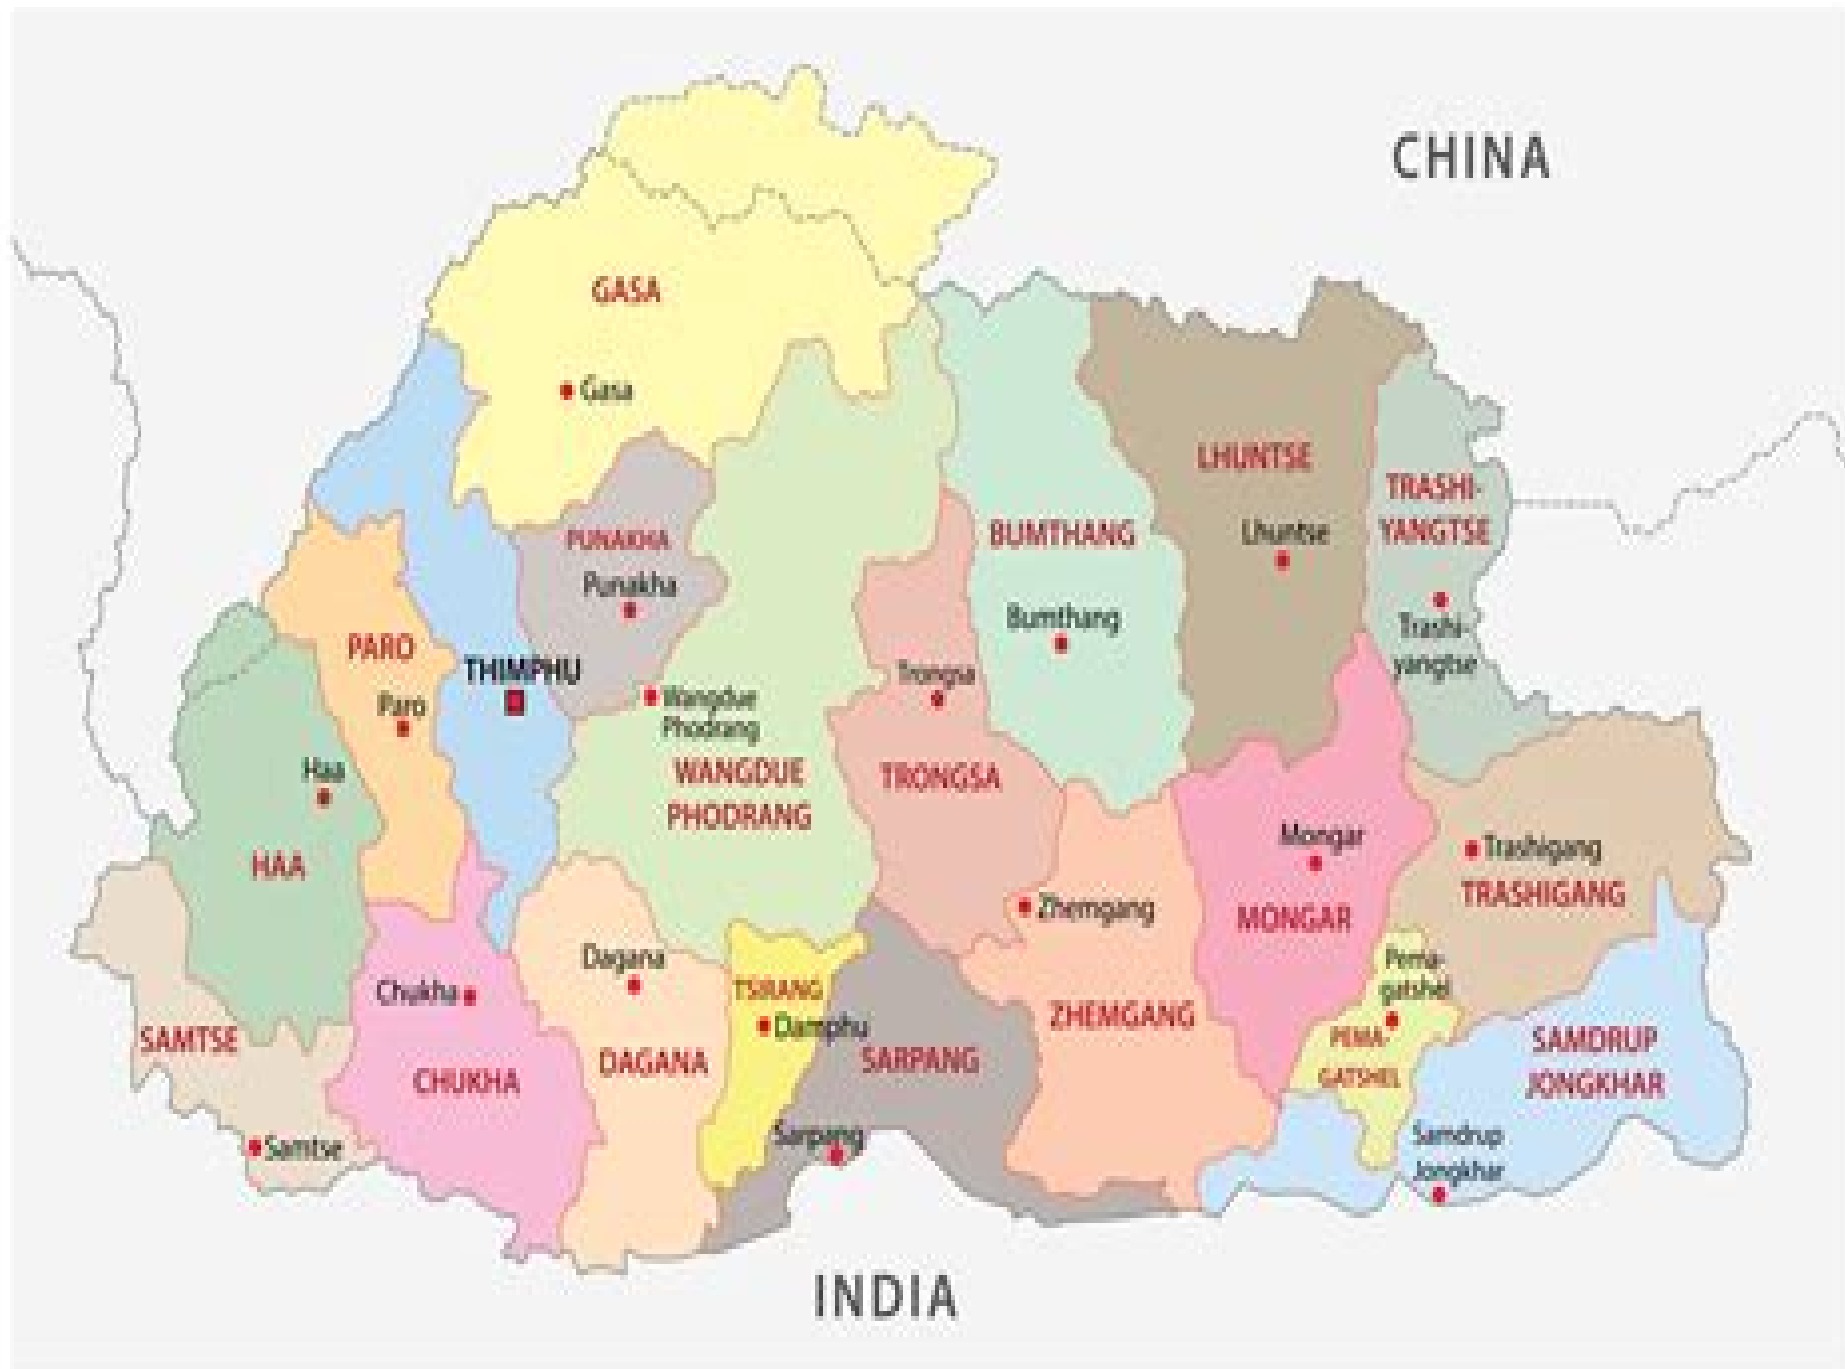 CHINA
GASA
Gasa
LHUNTSE
Lhuntse
TRASHI-
YANGTSE
Trashi-
yangtse
PUNAKHA
Punakha
BUMTHANG
Bumthang
PARO
Paro
THIMPHU
Wangdue
Phodrang
WANGDUE
PHODRANG
Trongsa
TRONGSA
Haa
HAA
Mongar
MONGAR
Trashigang
TRASHIGANG
Zhemgang
ZHEMGANG
Dagana
DAGANA
Chukha
CHUKHA
TSIRANG
Damphu
SARPANG
Sarpang
Pema-
gatshel
PEMA-
GATSHEL
SAMDRUP
JONGKHAR
Samdrup
Jongkhar
SAMTSE
Samtse
INDIA